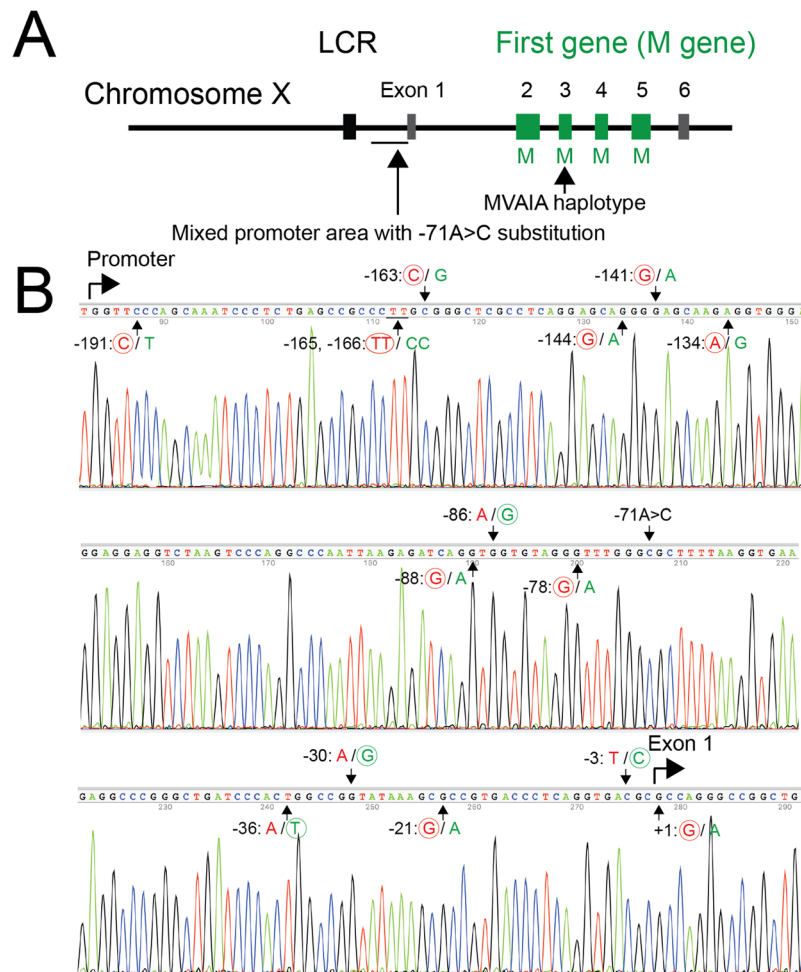 A
LCR
First gene (M gene)
Chromosome X
Exon 1
2 3 4 5 6
M M M M
MVAIA haplotype
Mixed promoter area with -71A>C substitution
B
Promoter
-163: C / G
-141: G / A
TGGTTCCCAGCAAATCCCTCTGAGCCGCCCTTGCGGGCTCGCCTCAGGAGCAGGGGAGCAAGAGGTGGGA
90 100 110 120 130 140 150
-191: C / T
-165, -166: TT / CC
-144: G / A
-134: A / G
-86: A / G
-71A>C
GGAGGAGGTCTAAGTCCCAGGCCCAATTAAGAGATCAGGTGGTGTAGGGTTTGGGCGCTTTTAAGGTGAA
160 170 180 190 200 210 220
-88: G / A
-78: G / A
-30: A / G
-3: T / C
Exon 1
GAGGCCCGGGCTGATCCCACTGGCCGGTATAAAGCGCCGTGACCCTCAGGTGACGCGCCAGGGCCGGCTG
230 240 250 260 270 280 290
-36: A / T
-21: G / A
+1: G / A